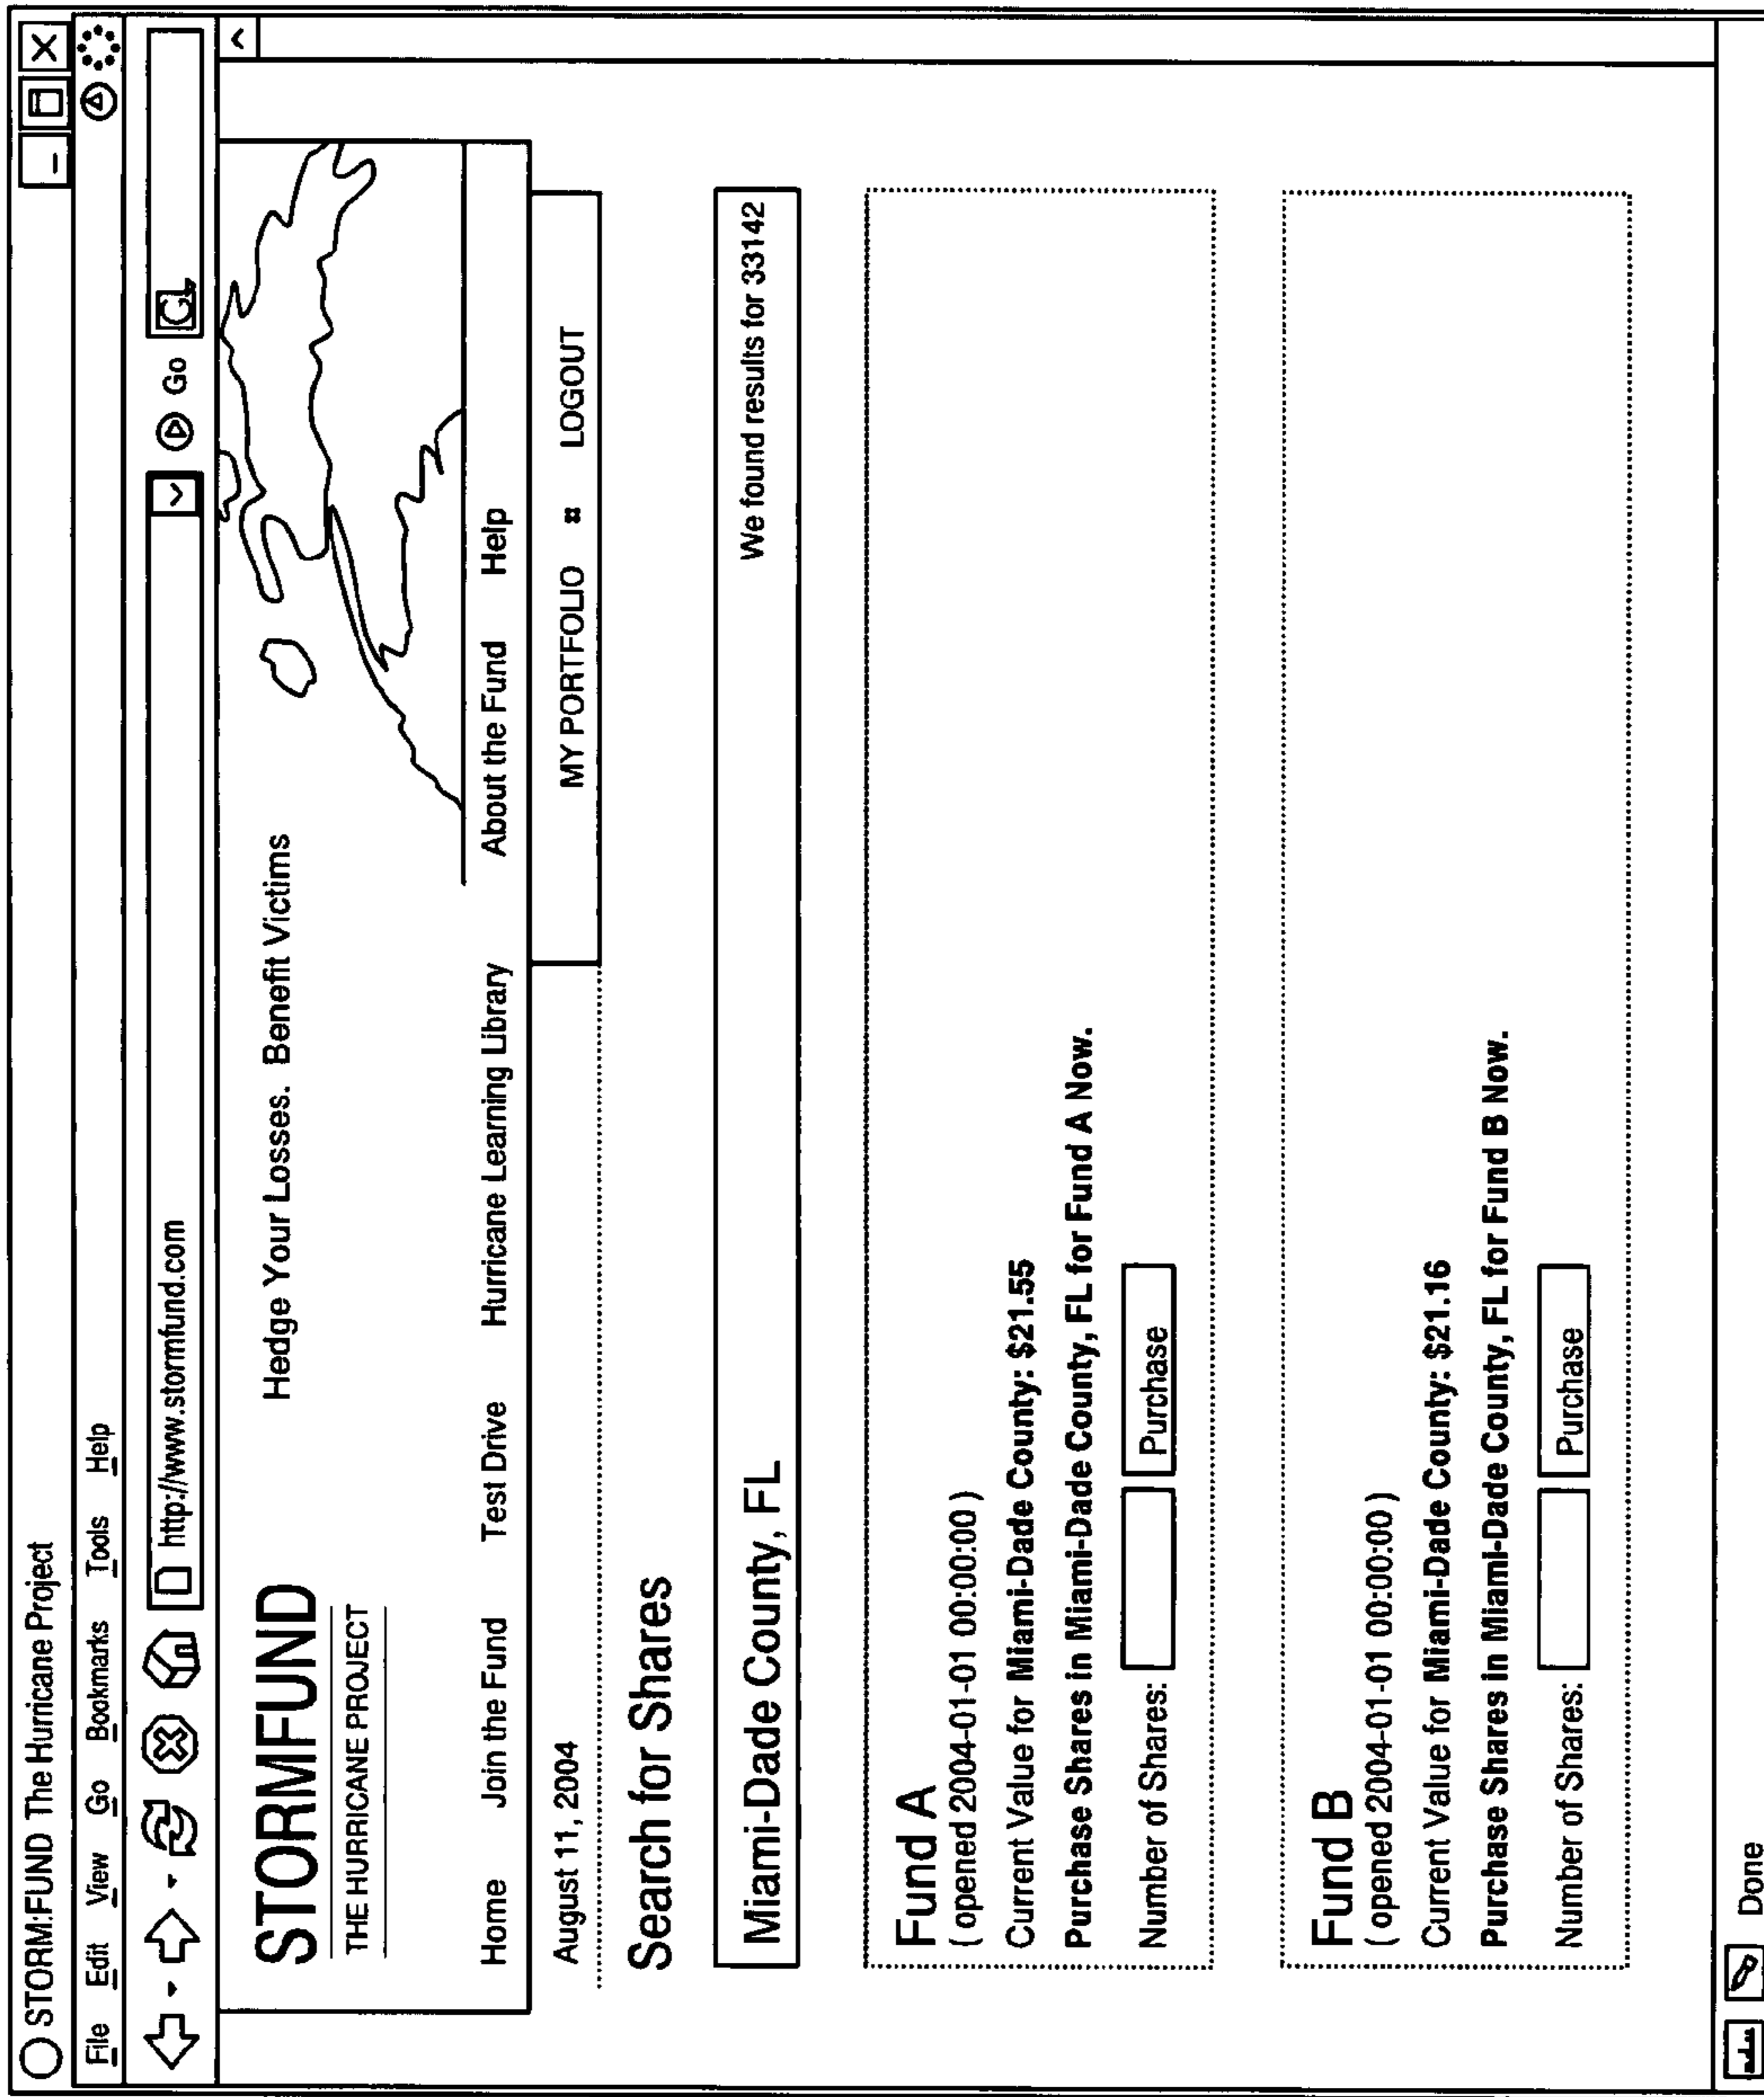 STORM:FUND The Hurricane Project
File Edit View Go Bookmarks Tools Help
http://www.stormfund.com Go
STORMFUND
THE HURRICANE PROJECT
Hedge Your Losses. Benefit Victims
Home Join the Fund Test Drive Hurricane Learning Library About the Fund Help
August 11, 2004
MY PORTFOLIO LOGOUT
Search for Shares
Miami-Dade County, FL We found results for 33142
Fund A
( opened 2004-01-01 00:00:00 )
Current Value for Miami-Dade County: $21.55
Purchase Shares in Miami-Dade County, FL for Fund A Now.
Number of Shares: Purchase
Fund B
( opened 2004-01-01 00:00:00 )
Current Value for Miami-Dade County: $21.16
Purchase Shares in Miami-Dade County, FL for Fund B Now.
Number of Shares: Purchase
Done